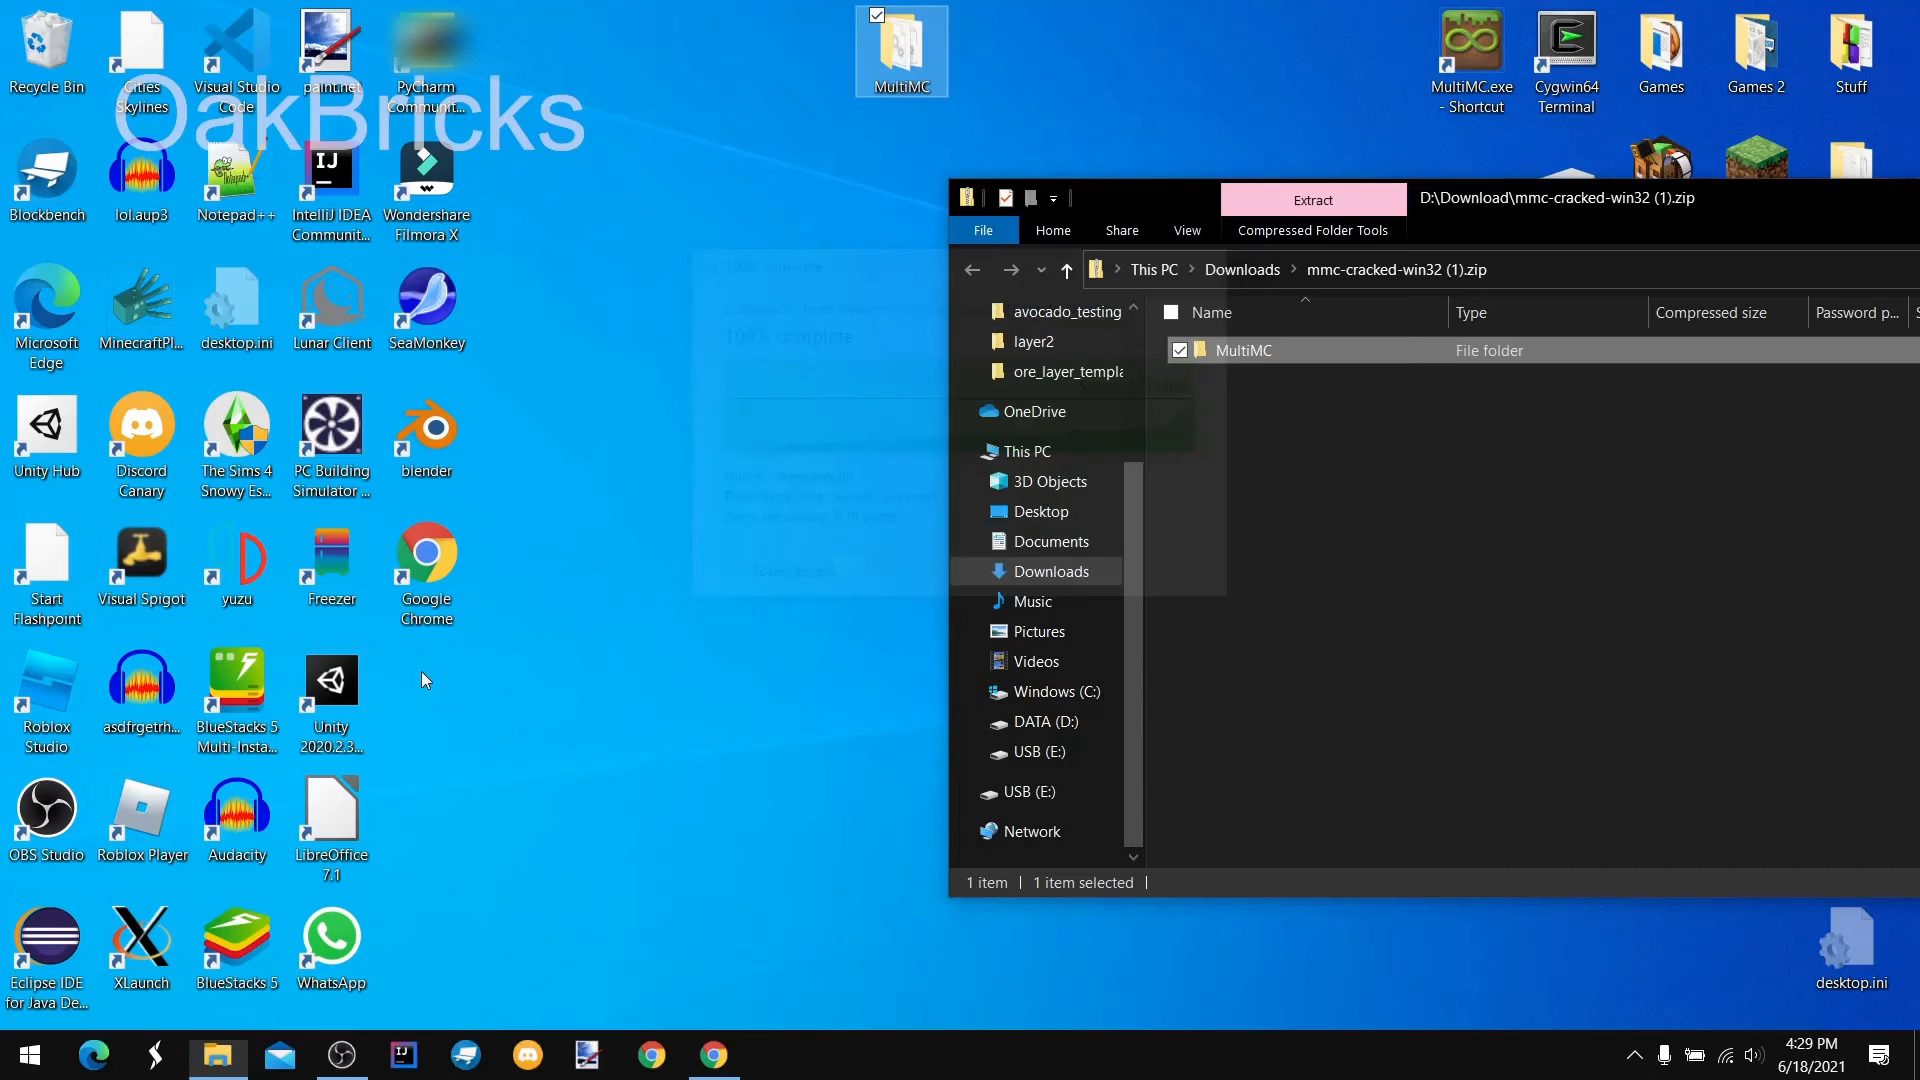 Recycle Bin
Cities
Skylines
Visual Studio
Code
paint.net
PyCharm
Communit...
OakBricks
MultiMC
MultiMC.exe
- Shortcut
Cygwin64
Terminal
Games
Games 2
Stuff
Blockbench
lol.aup3
Notepad++
IntelliJ IDEA
Communit...
Wondershare
Filmora X
Extract
D:\Download\mmc-cracked-win32 (1).zip
File
Home
Share
View
Compressed Folder Tools
This PC
Downloads
mmc-cracked-win32 (1).zip
Name
Type
Compressed size
Password p...
MultiMC
File folder
avocado_testing
layer2
ore_layer_templa
OneDrive
This PC
3D Objects
Desktop
Documents
Downloads
Music
Pictures
Videos
Windows (C:)
DATA (D:)
USB (E:)
USB (E:)
Network
1 item
1 item selected
100% complete
100% complete
Microsoft
Edge
MinecraftPl...
desktop.ini
Lunar Client
SeaMonkey
Unity Hub
Discord
Canary
The Sims 4
Snowy Es...
PC Building
Simulator ...
blender
Start
Flashpoint
Visual Spigot
yuzu
Freezer
Google
Chrome
Roblox
Studio
asdfrgetrh...
BlueStacks 5
Multi-Insta...
Unity
2020.2.3...
OBS Studio
Roblox Player
Audacity
LibreOffice
7.1
Eclipse IDE
for Java De...
XLaunch
BlueStacks 5
WhatsApp
desktop.ini
4:29 PM
6/18/2021